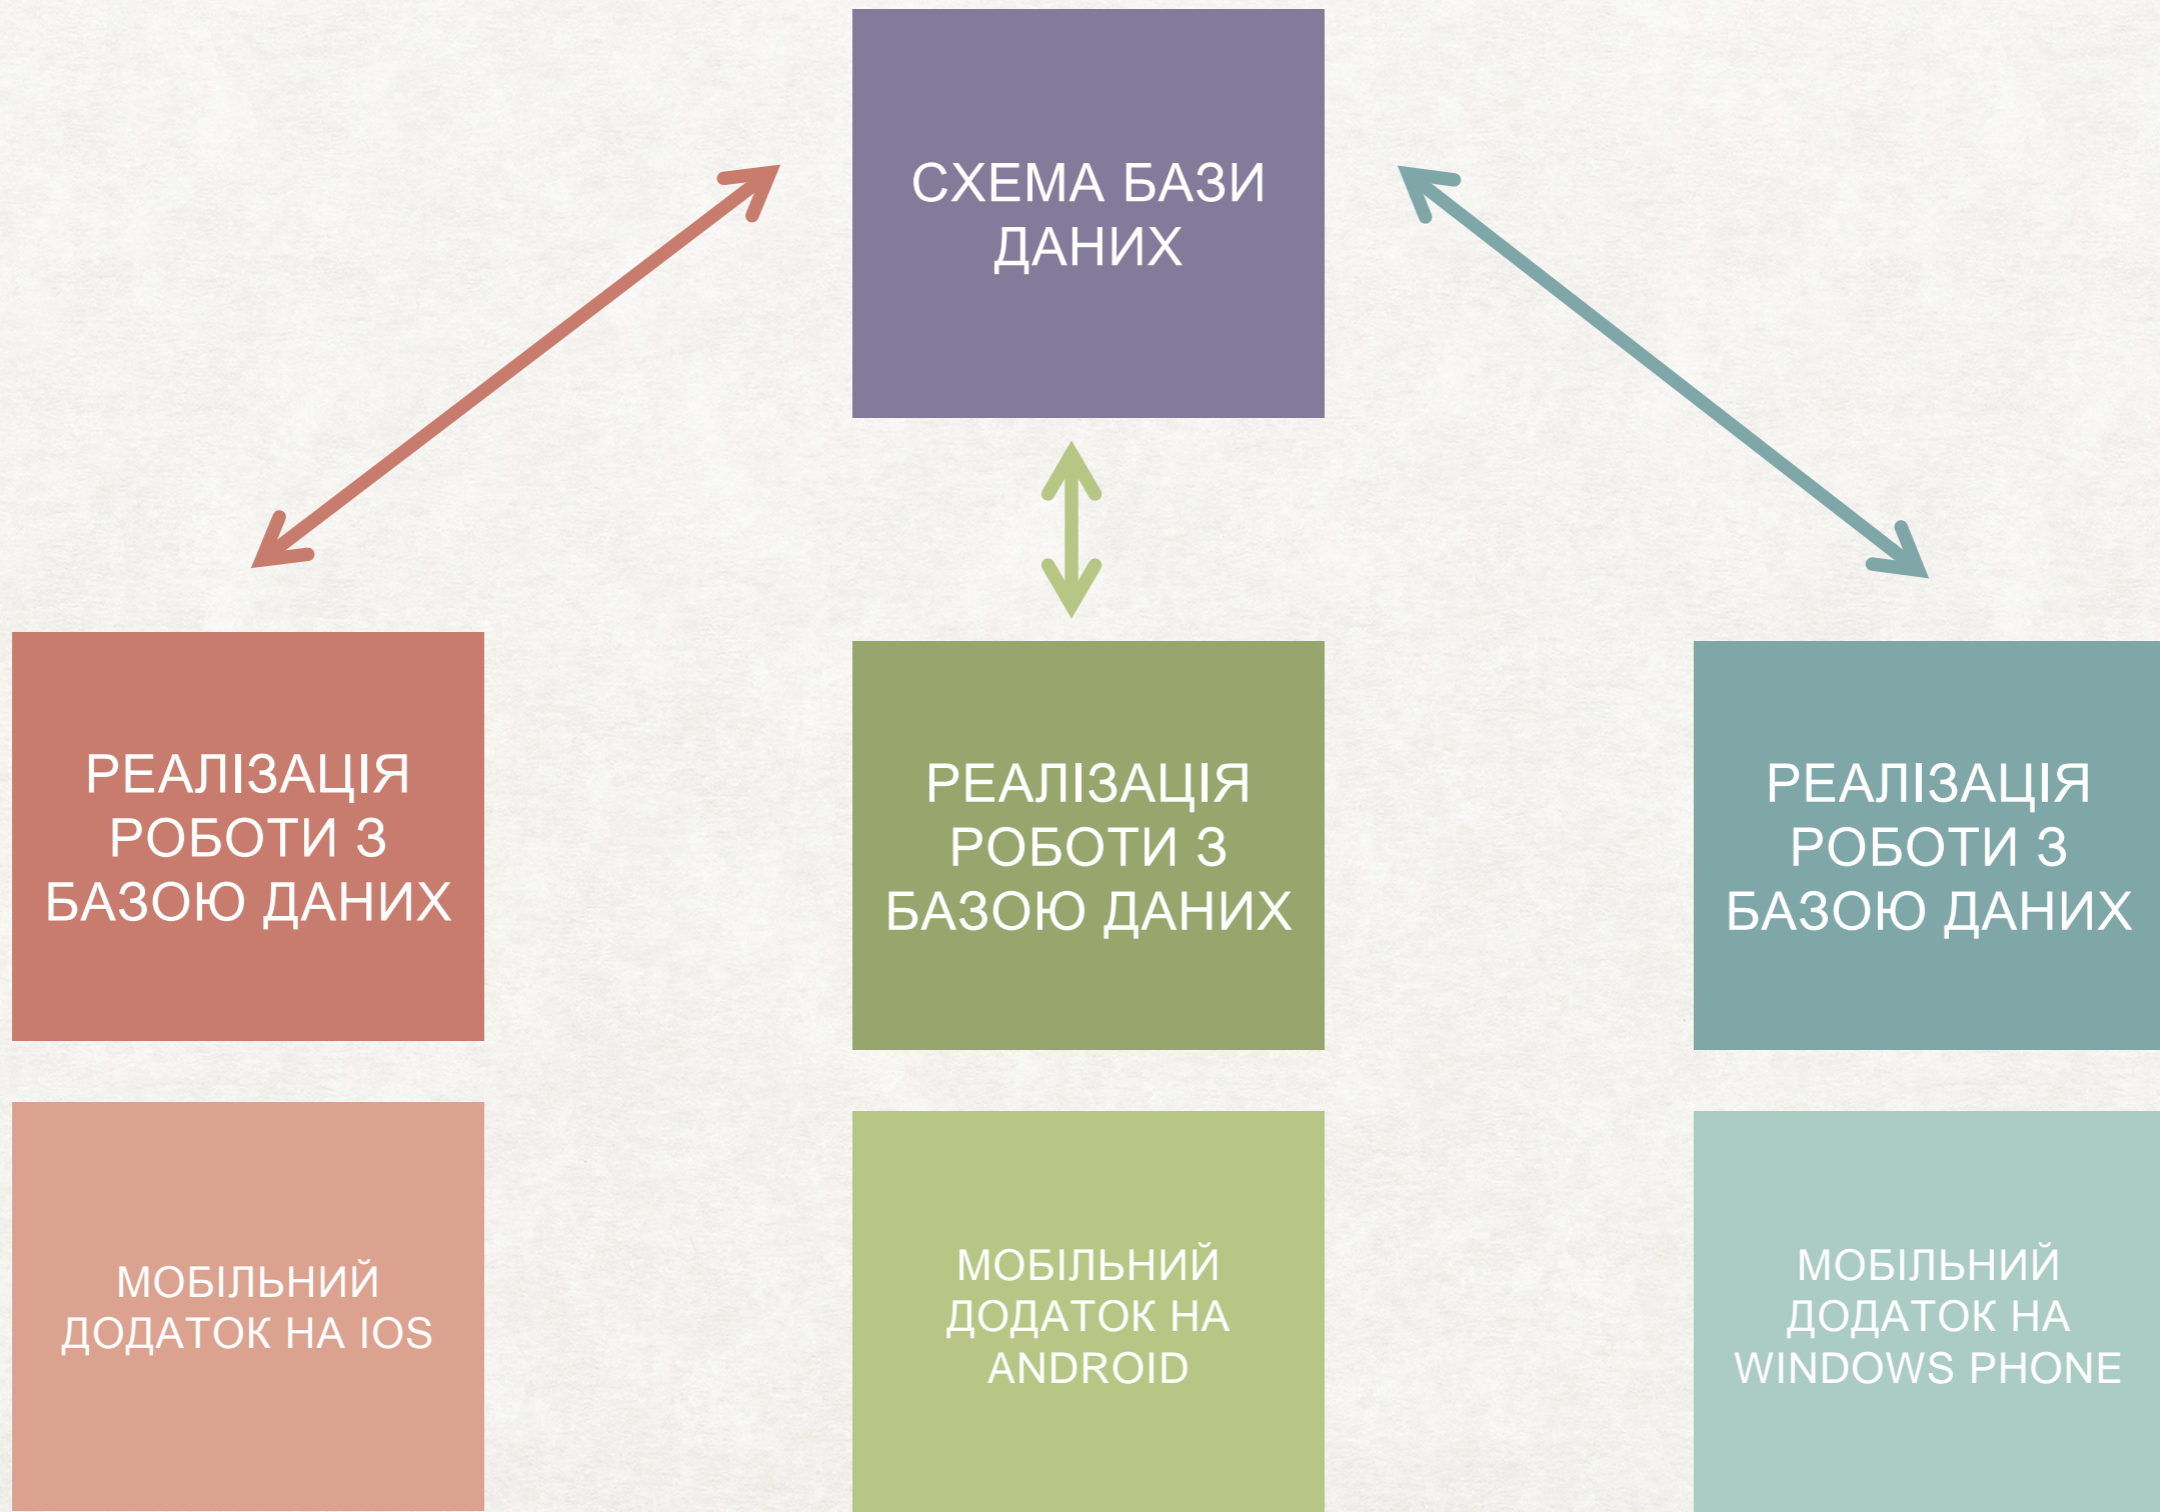 СХЕМА БАЗИ
ДАНИХ
РЕАЛІЗАЦІЯ
РОБОТИ З
БАЗОЮ ДАНИХ
РЕАЛІЗАЦІЯ
РОБОТИ З
БАЗОЮ ДАНИХ
РЕАЛІЗАЦІЯ
РОБОТИ З
БАЗОЮ ДАНИХ
МОБІЛЬНИЙ
ДОДАТОК НА IOS
МОБІЛЬНИЙ
ДОДАТОК НА
ANDROID
МОБІЛЬНИЙ
ДОДАТОК НА
WINDOWS PHONE